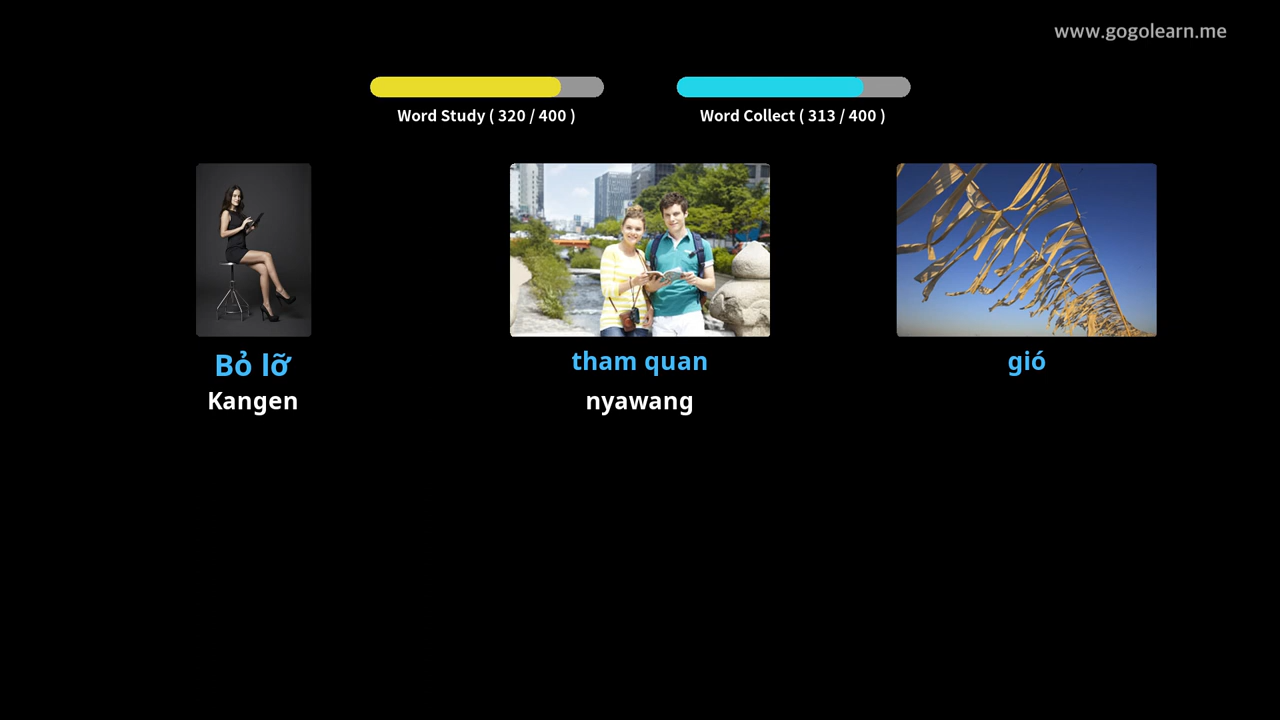 www.gogolearn.me
Word Study ( 320 / 400 )
Word Collect ( 313 / 400 )
Bỏ lỡ
Kangen
tham quan
nyawang
gió